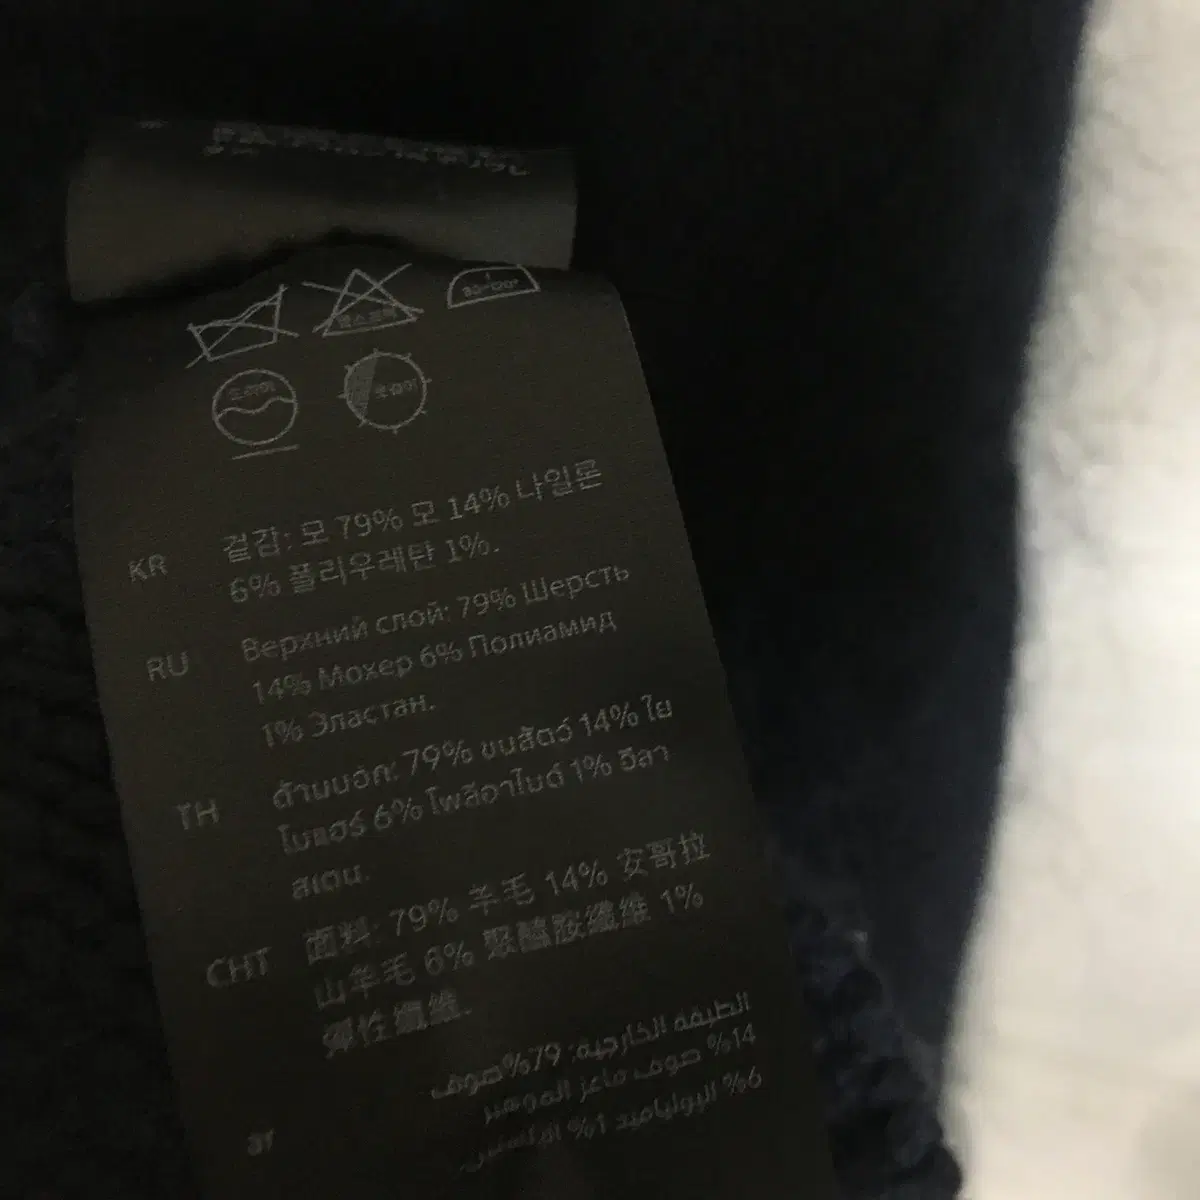 드라이
KR
겉감: 모 79% 모 14% 나일론
6% 폴리우레탄 1%.
RU
Верхний слой: 79% Шерсть
14% Мохер 6% Полиамид
1% Эластан.
TH
ด้านนอก: 79% ขนสัตว์ 14% ใย
โมแฮร์ 6% โพลีอาไมด์ 1% อีลา
สเตน.
CHT
面料: 79% 羊毛 14% 安哥拉
山羊毛 6% 聚醯胺纖維 1%
彈性纖維.
ar
الطبقة الخارجية: 79% صوف
14% صوف ماعز الموهير
6% البولياميد 1%